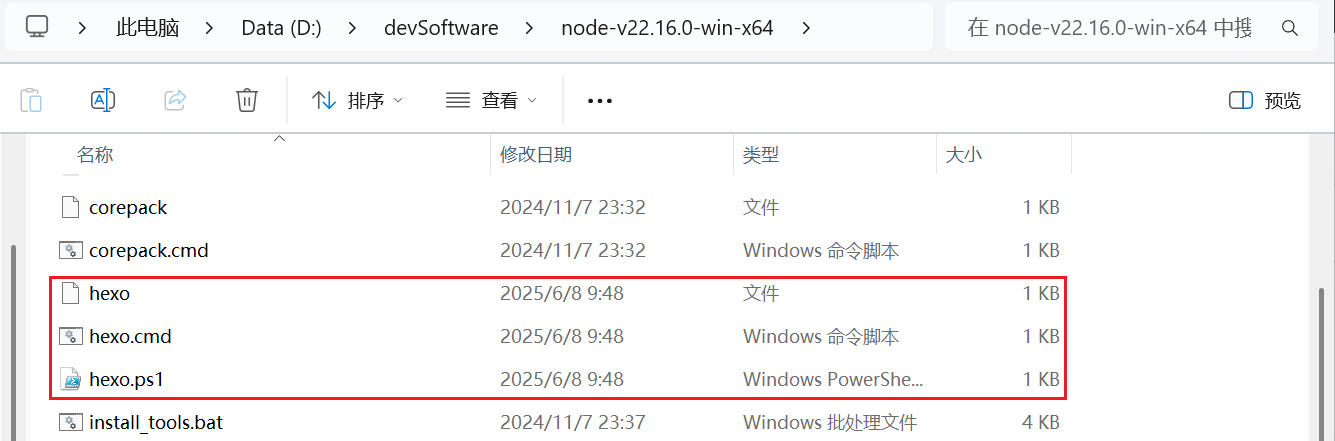 此电脑 > Data (D:) > devSoftware > node-v22.16.0-win-x64 > 在 node-v22.16.0-win-x64 中搜
排序 查看 ••• 预览
名称 修改日期 类型 大小
corepack 2024/11/7 23:32 文件 1 KB
corepack.cmd 2024/11/7 23:32 Windows 命令脚本 1 KB
hexo 2025/6/8 9:48 文件 1 KB
hexo.cmd 2025/6/8 9:48 Windows 命令脚本 1 KB
hexo.ps1 2025/6/8 9:48 Windows PowerShe... 1 KB
install_tools.bat 2024/11/7 23:37 Windows 批处理文件 4 KB